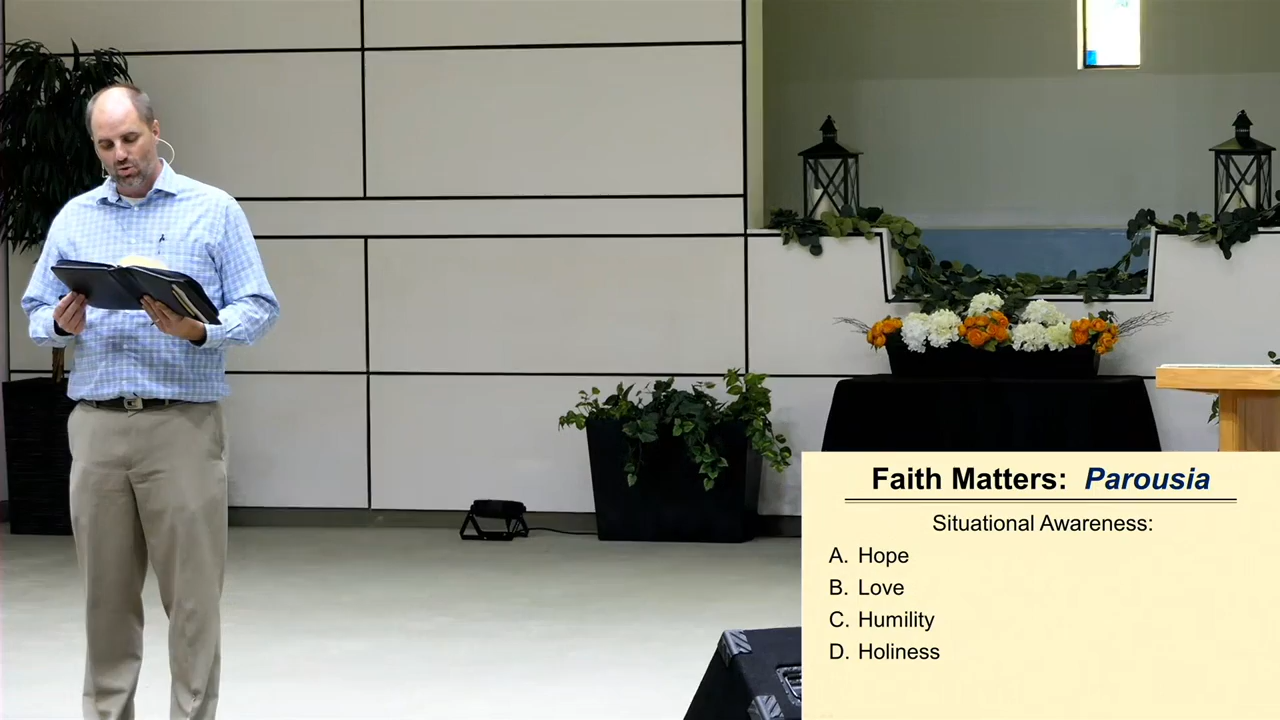 Faith Matters: Parousia
Situational Awareness:
A. Hope
B. Love
C. Humility
D. Holiness